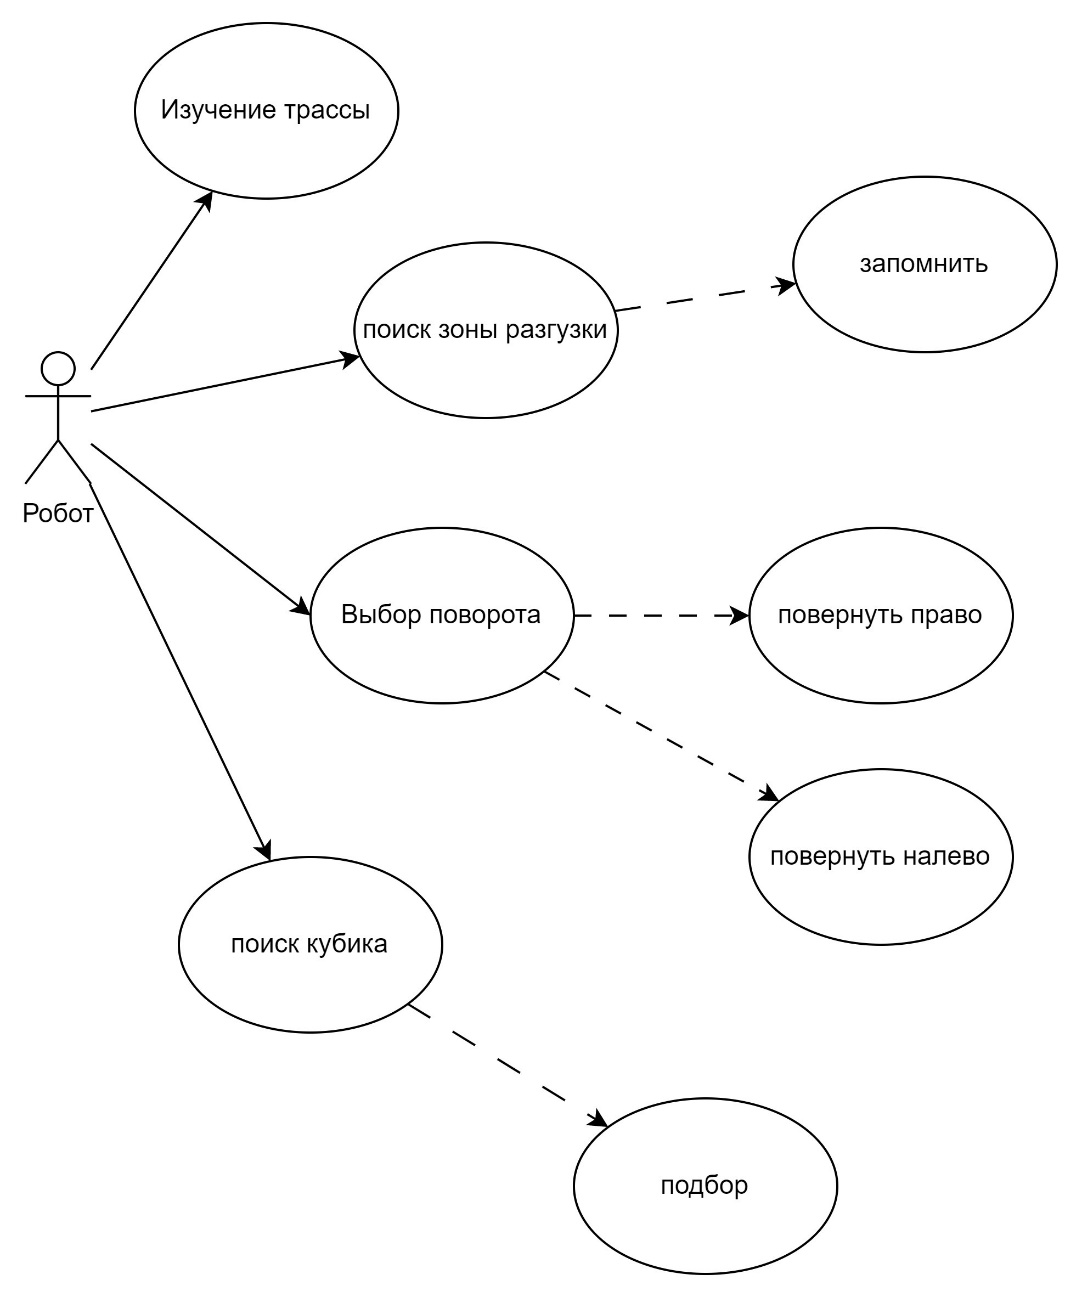 Изучение трассы
запомнить
поиск зоны разгузки
Робот
Выбор поворота
повернуть право
повернуть налево
поиск кубика
подбор